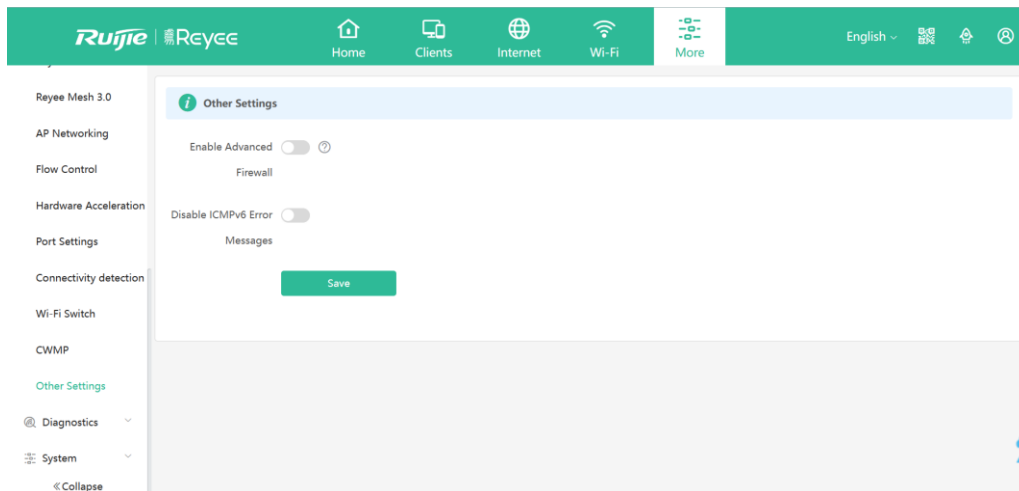 Ruijie Reyee
Home
Clients
Internet
Wi-Fi
More
English
Reyee Mesh 3.0
AP Networking
Flow Control
Hardware Acceleration
Port Settings
Connectivity detection
Wi-Fi Switch
CWMP
Other Settings
Diagnostics
System
«Collapse
Other Settings
Enable Advanced
Firewall
Disable ICMPv6 Error
Messages
Save